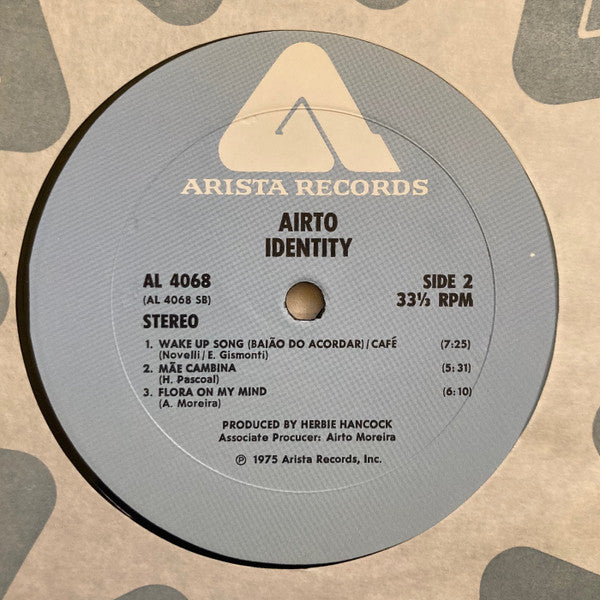 ARISTA RECORDS
AIRTO
IDENTITY
AL 4068
(AL 4068 SB)
STEREO
SIDE 2
33⅓ RPM
1. WAKE UP SONG (BAIÃO DO ACORDAR)/CAFÉ (7:25)
(Novelli/E. Gismonti)
2. MÃE CAMBINA (5:31)
(H. Pascoal)
3. FLORA ON MY MIND (6:10)
(A. Moreira)
PRODUCED BY HERBIE HANCOCK
Associate Procucer: Airto Moreira
℗ 1975 Arista Records, Inc.